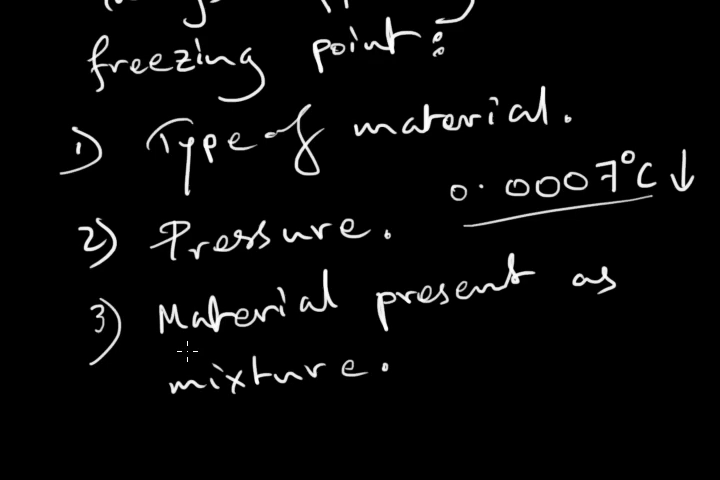 freezing point:
1) Type of material.
0.0007°C ↓
2) Pressure.
3) Material present as
mixture.